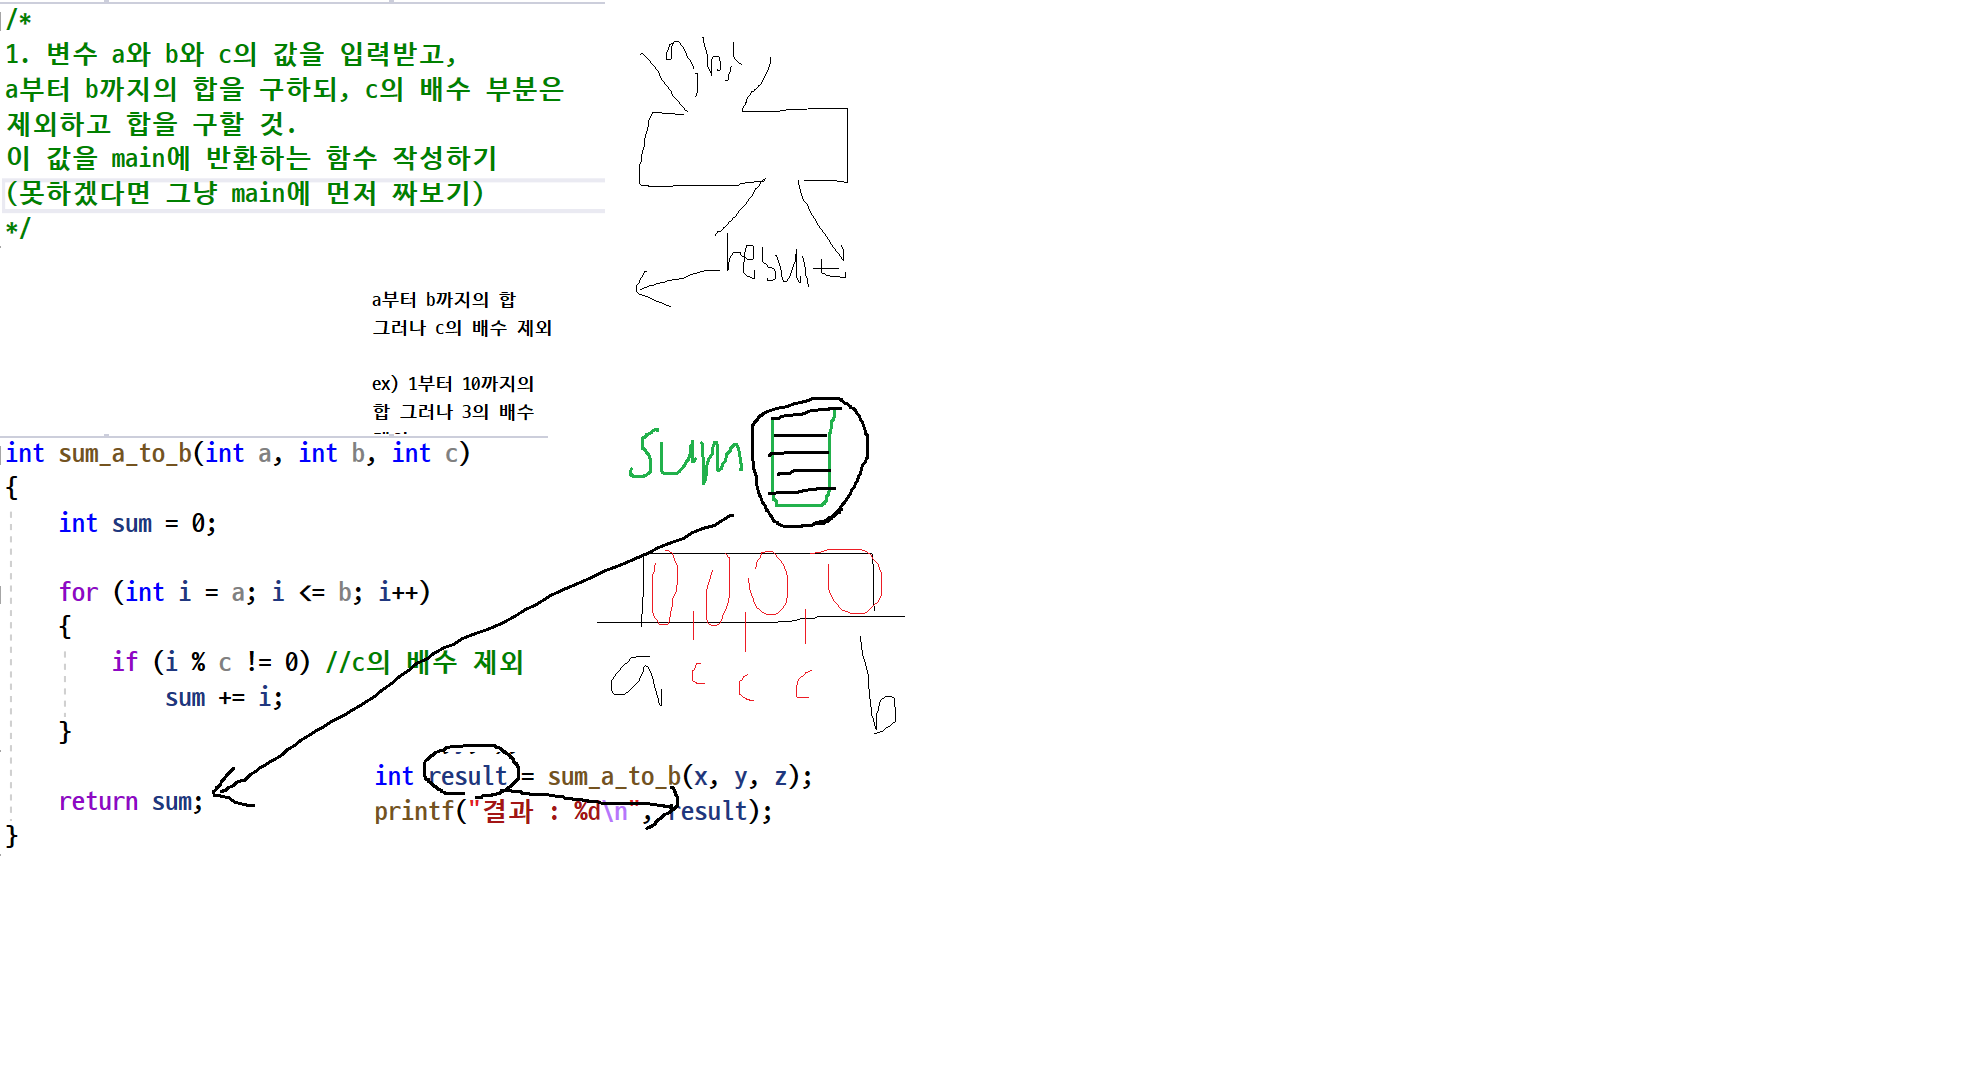 /*
1. 변수 a와 b와 c의 값을 입력받고,
a부터 b까지의 합을 구하되, c의 배수 부분은
제외하고 합을 구할 것.
이 값을 main에 반환하는 함수 작성하기
(못하겠다면 그냥 main에 먼저 짜보기)
*/
a b c
result
a부터 b까지의 합
그러나 c의 배수 제외
ex) 1부터 10까지의
합 그러나 3의 배수
int sum_a_to_b(int a, int b, int c)
{
int sum = 0;
for (int i = a; i <= b; i++)
{
if (i % c != 0) //c의 배수 제외
sum += i;
}
return sum;
}
sum
a c c c b
int result = sum_a_to_b(x, y, z);
printf("결과 : %d\n", result);